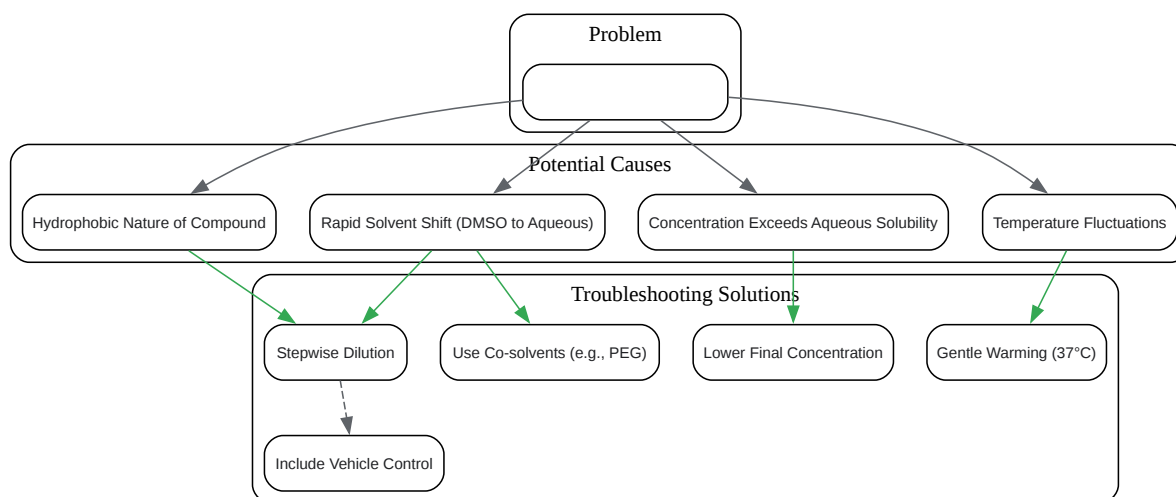 Problem
Potential Causes
Hydrophobic Nature of Compound
Rapid Solvent Shift (DMSO to Aqueous)
Concentration Exceeds Aqueous Solubility
Temperature Fluctuations
Troubleshooting Solutions
Stepwise Dilution
Use Co-solvents (e.g., PEG)
Lower Final Concentration
Gentle Warming (37°C)
Include Vehicle Control